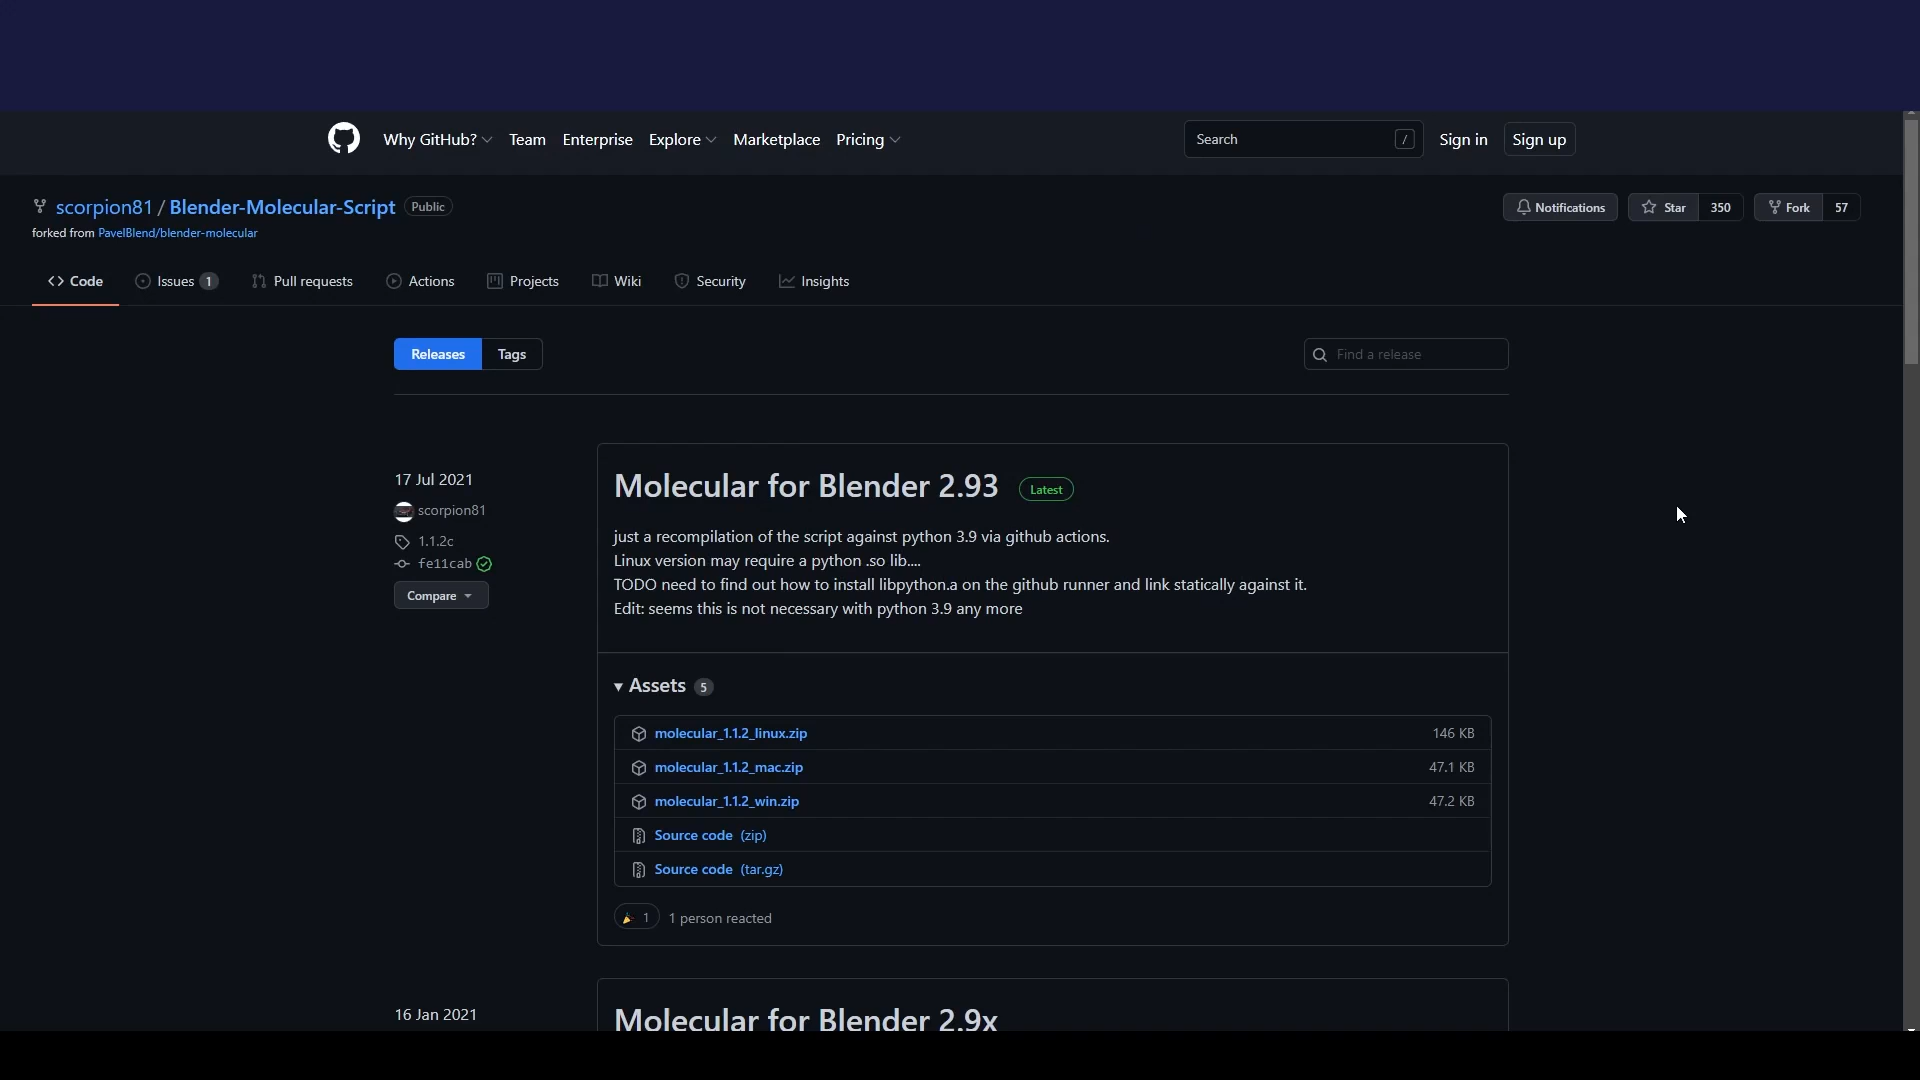 Why GitHub? Team Enterprise Explore Marketplace Pricing Search / Sign in Sign up
scorpion81 / Blender-Molecular-Script Public Notifications Star 350 Fork 57
forked from PavelBlend/blender-molecular
Code Issues 1 Pull requests Actions Projects Wiki Security Insights
Releases Tags Find a release
17 Jul 2021
scorpion81
1.1.2c
fe11cab
Compare
Molecular for Blender 2.93 Latest
just a recompilation of the script against python 3.9 via github actions.
Linux version may require a python .so lib....
TODO need to find out how to install libpython.a on the github runner and link statically against it.
Edit: seems this is not necessary with python 3.9 any more
Assets 5
molecular_1.1.2_linux.zip 146 KB
molecular_1.1.2_mac.zip 47.1 KB
molecular_1.1.2_win.zip 47.2 KB
Source code (zip)
Source code (tar.gz)
1 1 person reacted
16 Jan 2021
Molecular for Blender 2.9x